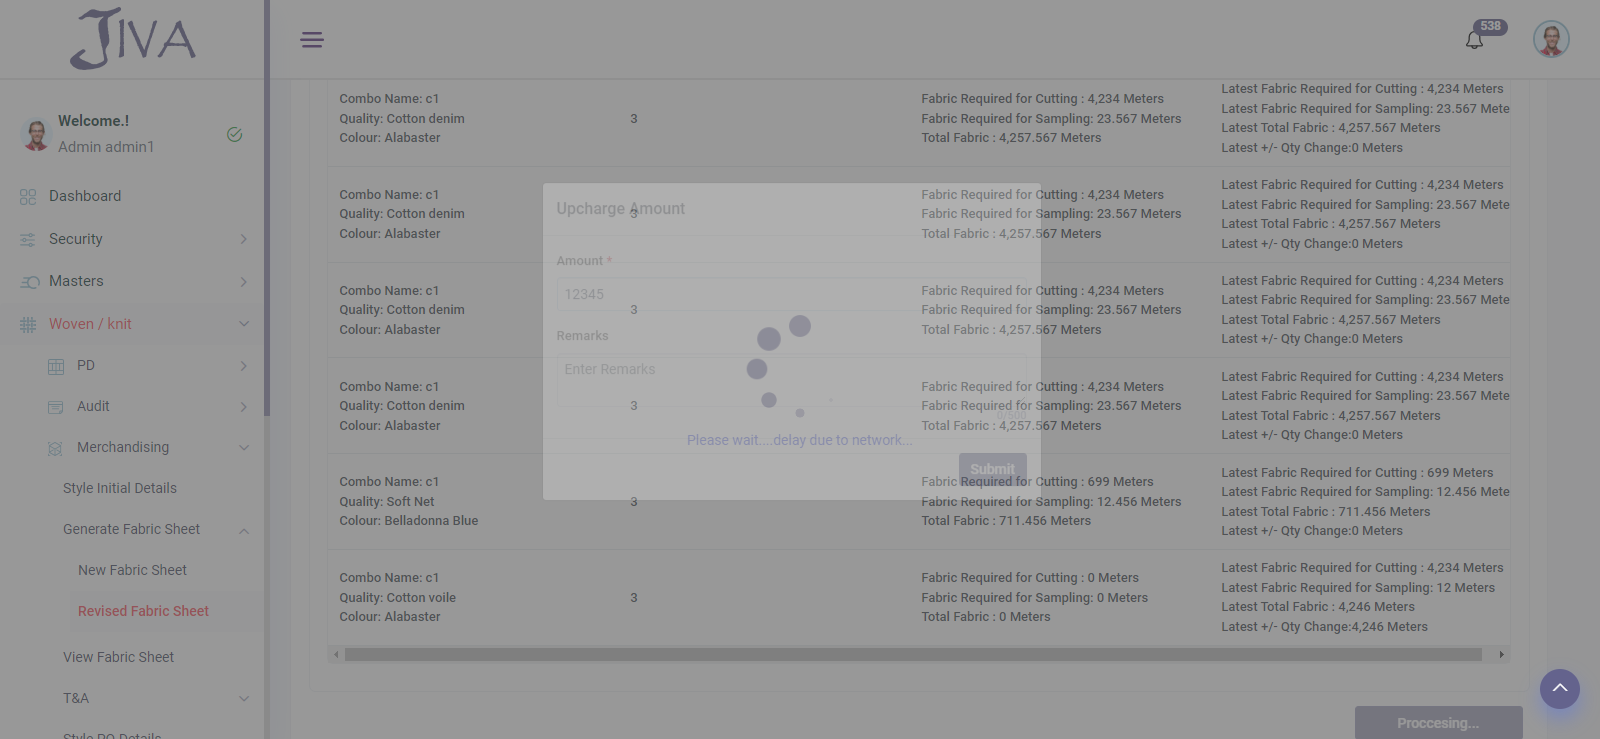 JIVA
538
Welcome.!
Admin admin1
Dashboard
Security
Masters
Woven / knit
PD
Audit
Merchandising
Style Initial Details
Generate Fabric Sheet
New Fabric Sheet
Revised Fabric Sheet
View Fabric Sheet
T&A
Style PO Details
Combo Name: c1
Quality: Cotton denim
Colour: Alabaster
3
Fabric Required for Cutting : 4,234 Meters
Fabric Required for Sampling: 23.567 Meters
Total Fabric : 4,257.567 Meters
Latest Fabric Required for Cutting : 4,234 Meters
Latest Fabric Required for Sampling: 23.567 Mete
Latest Total Fabric : 4,257.567 Meters
Latest +/- Qty Change:0 Meters
Combo Name: c1
Quality: Cotton denim
Colour: Alabaster
3
Fabric Required for Cutting : 4,234 Meters
Fabric Required for Sampling: 23.567 Meters
Total Fabric : 4,257.567 Meters
Latest Fabric Required for Cutting : 4,234 Meters
Latest Fabric Required for Sampling: 23.567 Mete
Latest Total Fabric : 4,257.567 Meters
Latest +/- Qty Change:0 Meters
Combo Name: c1
Quality: Cotton denim
Colour: Alabaster
3
Fabric Required for Cutting : 4,234 Meters
Fabric Required for Sampling: 23.567 Meters
Total Fabric : 4,257.567 Meters
Latest Fabric Required for Cutting : 4,234 Meters
Latest Fabric Required for Sampling: 23.567 Mete
Latest Total Fabric : 4,257.567 Meters
Latest +/- Qty Change:0 Meters
Combo Name: c1
Quality: Cotton denim
Colour: Alabaster
3
Fabric Required for Cutting : 4,234 Meters
Fabric Required for Sampling: 23.567 Meters
Total Fabric : 4,257.567 Meters
Latest Fabric Required for Cutting : 4,234 Meters
Latest Fabric Required for Sampling: 23.567 Mete
Latest Total Fabric : 4,257.567 Meters
Latest +/- Qty Change:0 Meters
Combo Name: c1
Quality: Soft Net
Colour: Belladonna Blue
3
Fabric Required for Cutting : 699 Meters
Fabric Required for Sampling: 12.456 Meters
Total Fabric : 711.456 Meters
Latest Fabric Required for Cutting : 699 Meters
Latest Fabric Required for Sampling: 12.456 Mete
Latest Total Fabric : 711.456 Meters
Latest +/- Qty Change:0 Meters
Combo Name: c1
Quality: Cotton voile
Colour: Alabaster
3
Fabric Required for Cutting : 0 Meters
Fabric Required for Sampling: 0 Meters
Total Fabric : 0 Meters
Latest Fabric Required for Cutting : 4,234 Meters
Latest Fabric Required for Sampling: 12 Meters
Latest Total Fabric : 4,246 Meters
Latest +/- Qty Change:4,246 Meters
Upcharge Amount
Amount *
12345
Remarks
Enter Remarks
0/500
Please wait....delay due to network...
Submit
Proccesing...